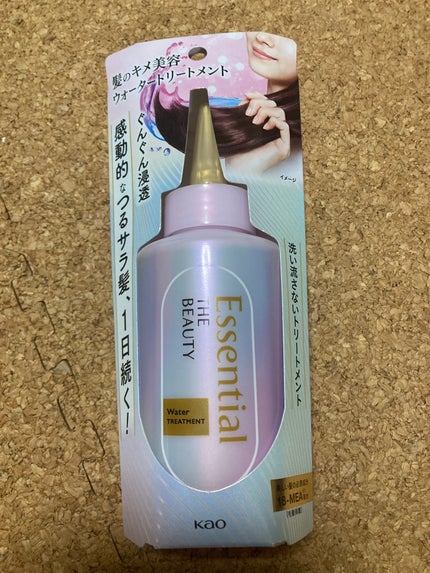 髪のキメ美容
ウォータートリートメント
ぐんぐん浸透
感動的なつるサラ髪、1日続く!
イメージ
洗い流さないトリートメント
Essential
THE
BEAUTY
Water
TREATMENT
18-MEA
Kao